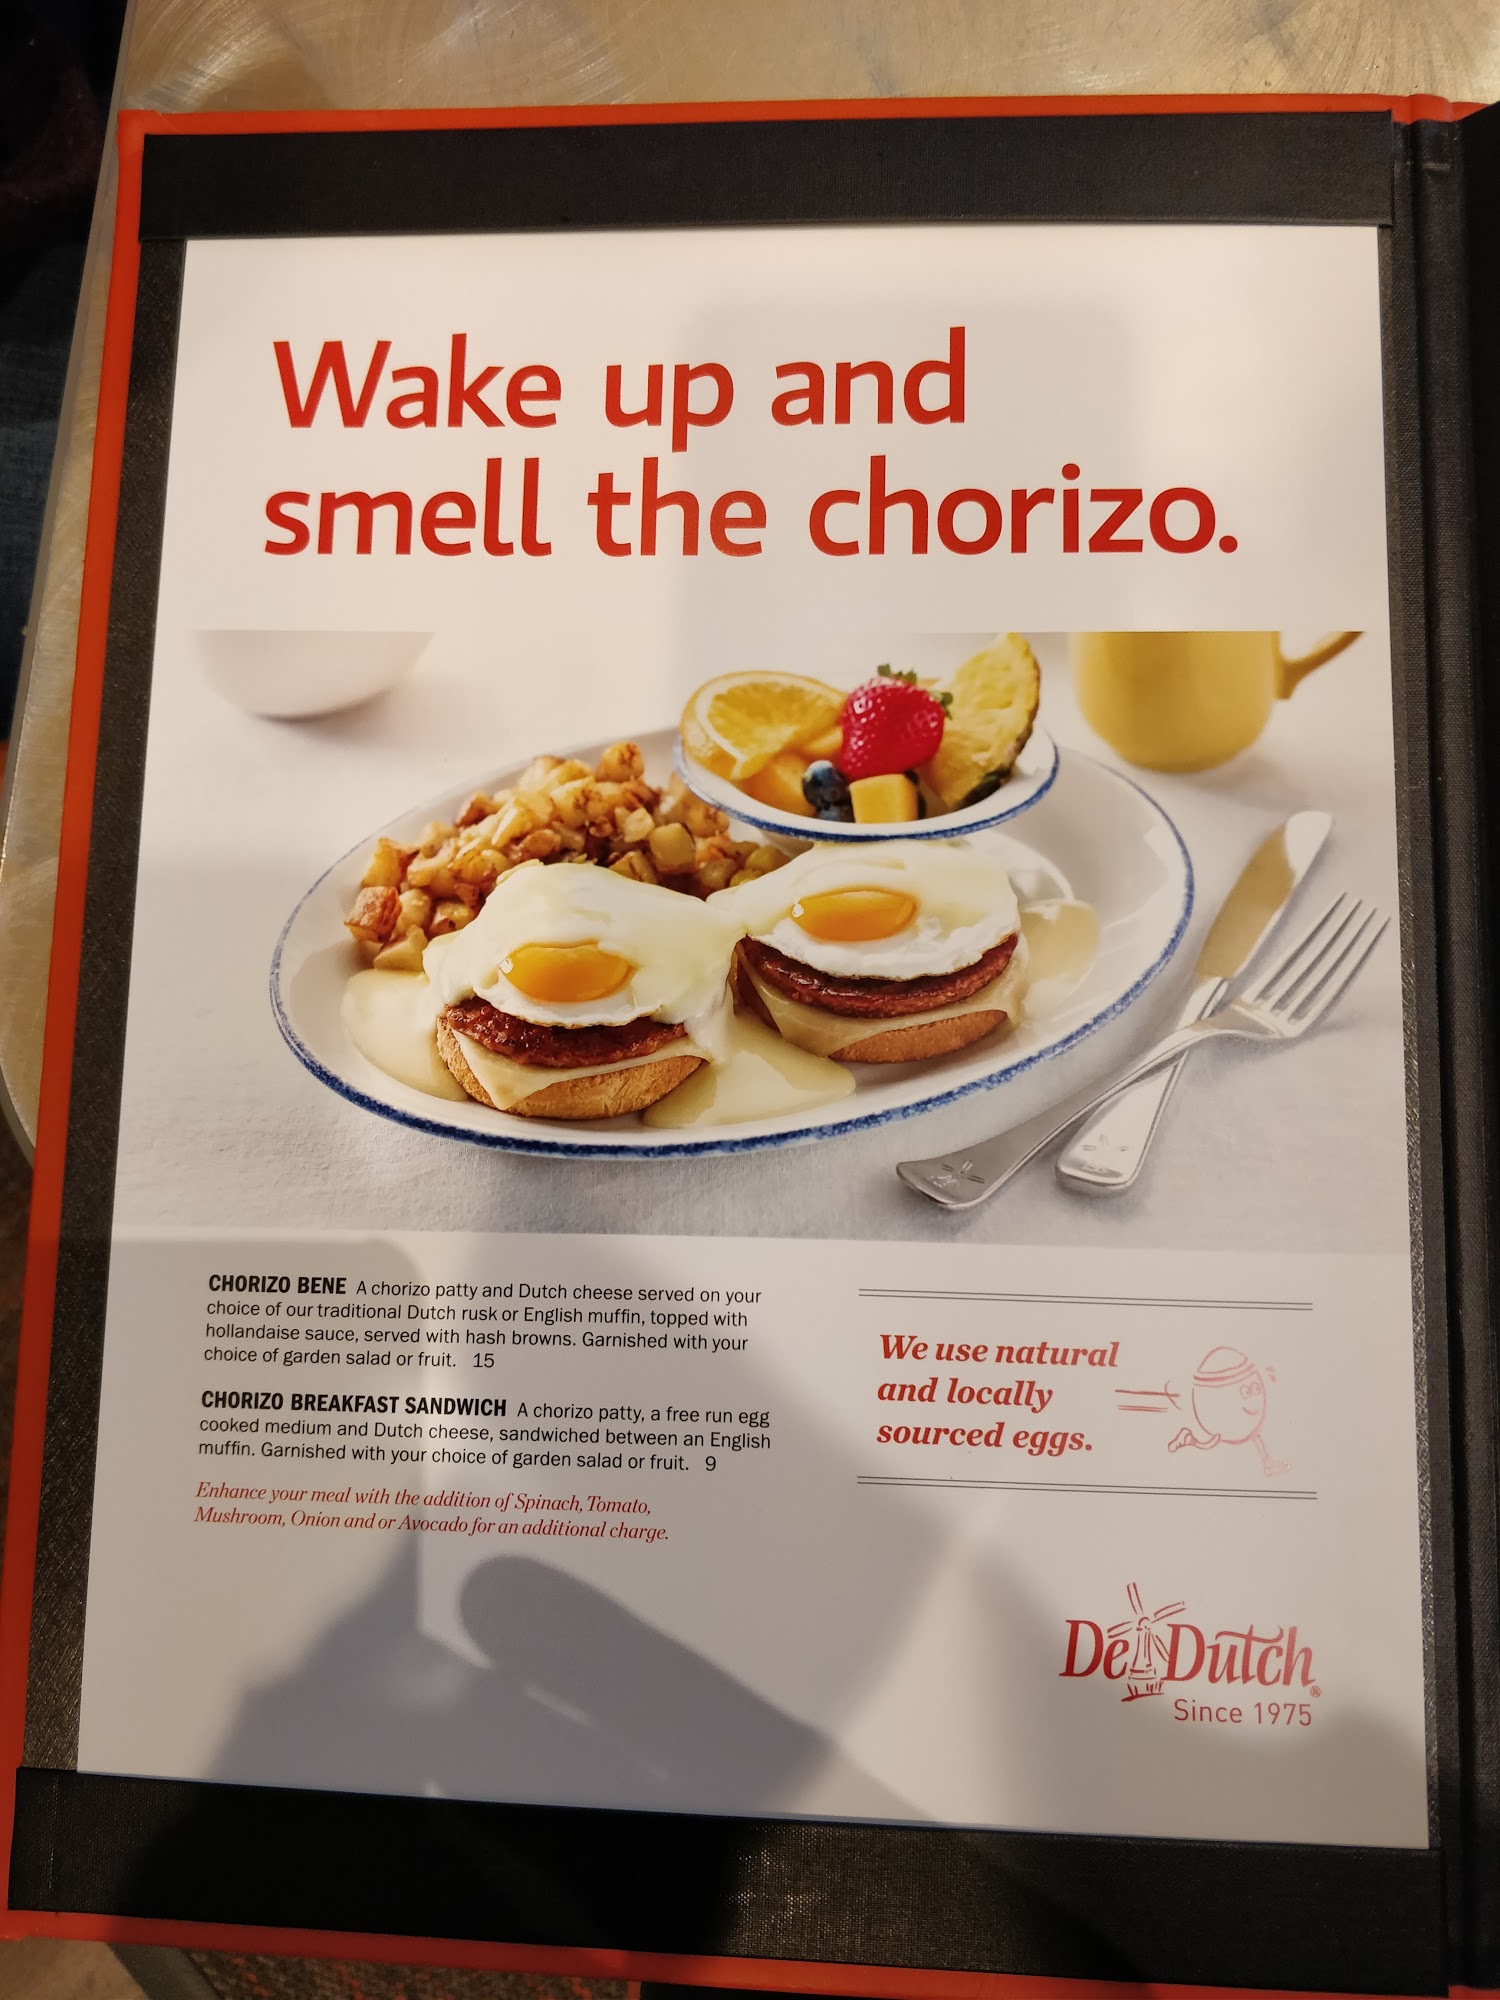 Wake up and
smell the chorizo.
CHORIZO BENE A chorizo patty and Dutch cheese served on your
choice of our traditional Dutch rusk or English muffin, topped with
hollandaise sauce, served with hash browns. Garnished with your
choice of garden salad or fruit. 15
CHORIZO BREAKFAST SANDWICH A chorizo patty, a free run egg
cooked medium and Dutch cheese, sandwiched between an English
muffin. Garnished with your choice of garden salad or fruit. 9
Enhance your meal with the addition of Spinach, Tomato,
Mushroom, Onion and or Avocado for an additional charge.
We use natural
and locally
sourced eggs.
De Dutch®
Since 1975